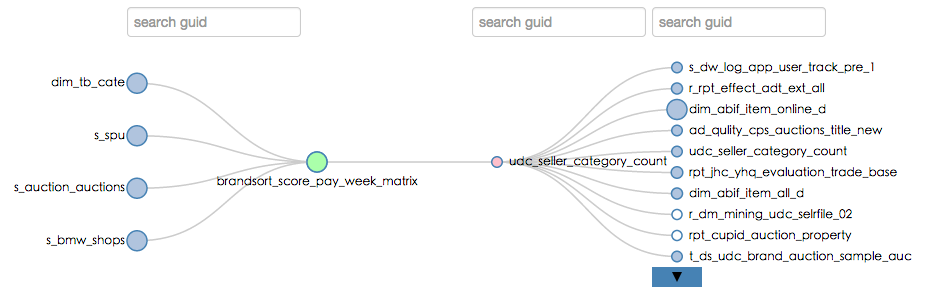 search guid
search guid
search guid
dim_tb_cate
s_spu
s_auction_auctions
s_bmw_shops
brandsort_score_pay_week_matrix
udc_seller_category_count
s_dw_log_app_user_track_pre_1
r_rpt_effect_adt_ext_all
dim_abif_item_online_d
ad_qulity_cps_auctions_title_new
udc_seller_category_count
rpt_jhc_yhq_evaluation_trade_base
dim_abif_item_all_d
r_dm_mining_udc_selrfile_02
rpt_cupid_auction_property
t_ds_udc_brand_auction_sample_auc
▼